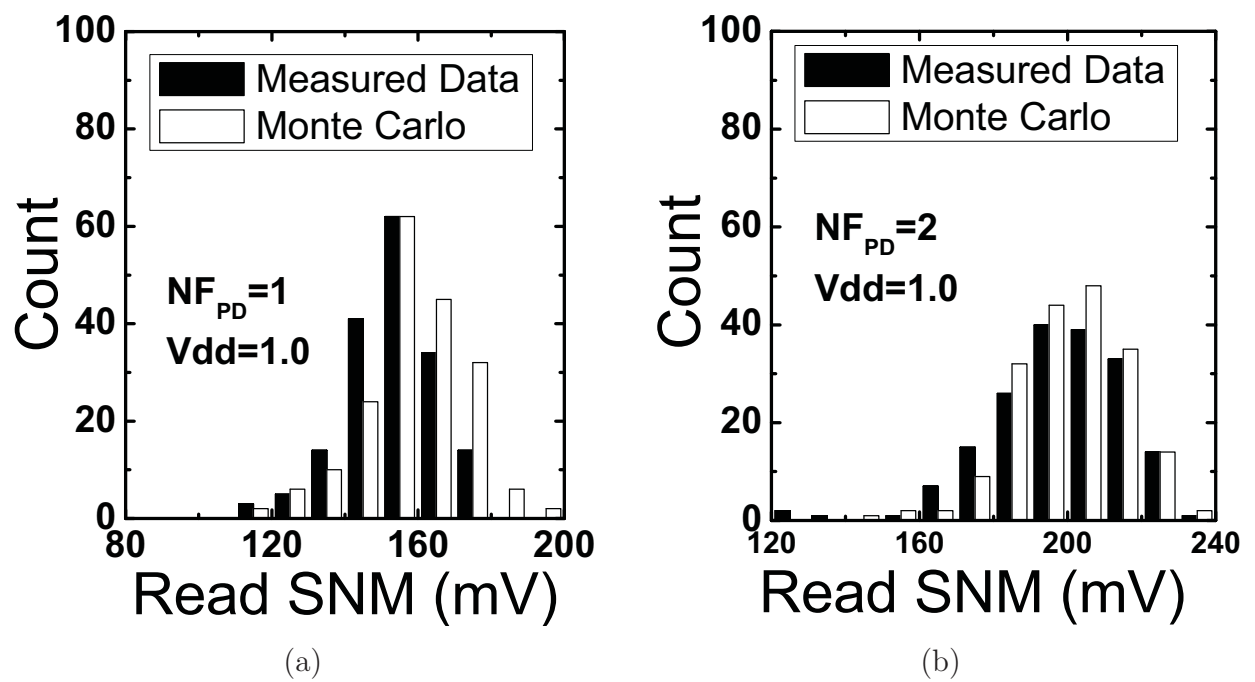 100
80
60
40
20
0
Count
Measured Data
Monte Carlo
NF_PD=1
Vdd=1.0
80 120 160 200
Read SNM (mV)
(a)
100
80
60
40
20
0
Count
Measured Data
Monte Carlo
NF_PD=2
Vdd=1.0
120 160 200 240
Read SNM (mV)
(b)